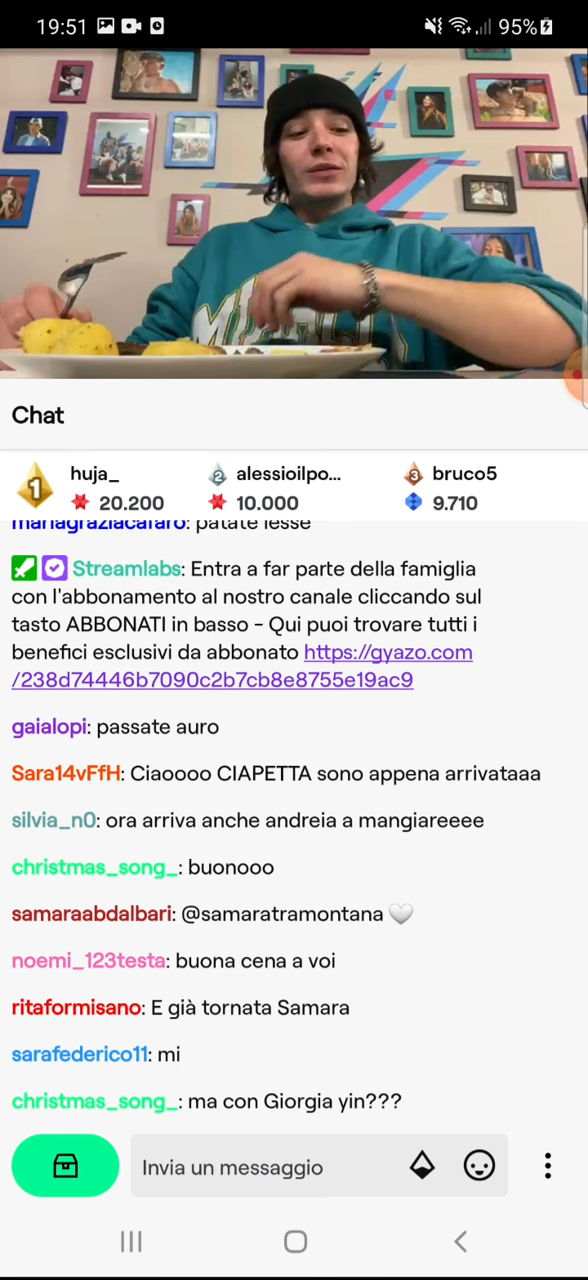 19:51 95%
Chat
1 huja_ 2 alessioilpo... 3 bruco5
20.200 10.000 9.710
mariagraziacafaro: patate lesse
Streamlabs: Entra a far parte della famiglia
con l'abbonamento al nostro canale cliccando sul
tasto ABBONATI in basso – Qui puoi trovare tutti i
benefici esclusivi da abbonato https://gyazo.com
/238d74446b7090c2b7cb8e8755e19ac9
gaialopi: passate auro
Sara14vFfH: Ciaoooo CIAPETTA sono appena arrivataaa
silvia_n0: ora arriva anche andreia a mangiareeee
christmas_song_: buonooo
samaraabdalbari: @samaratramontana 🤍
noemi_123testa: buona cena a voi
ritaformisano: E già tornata Samara
sarafederico11: mi
christmas_song_: ma con Giorgia yin???
Invia un messaggio